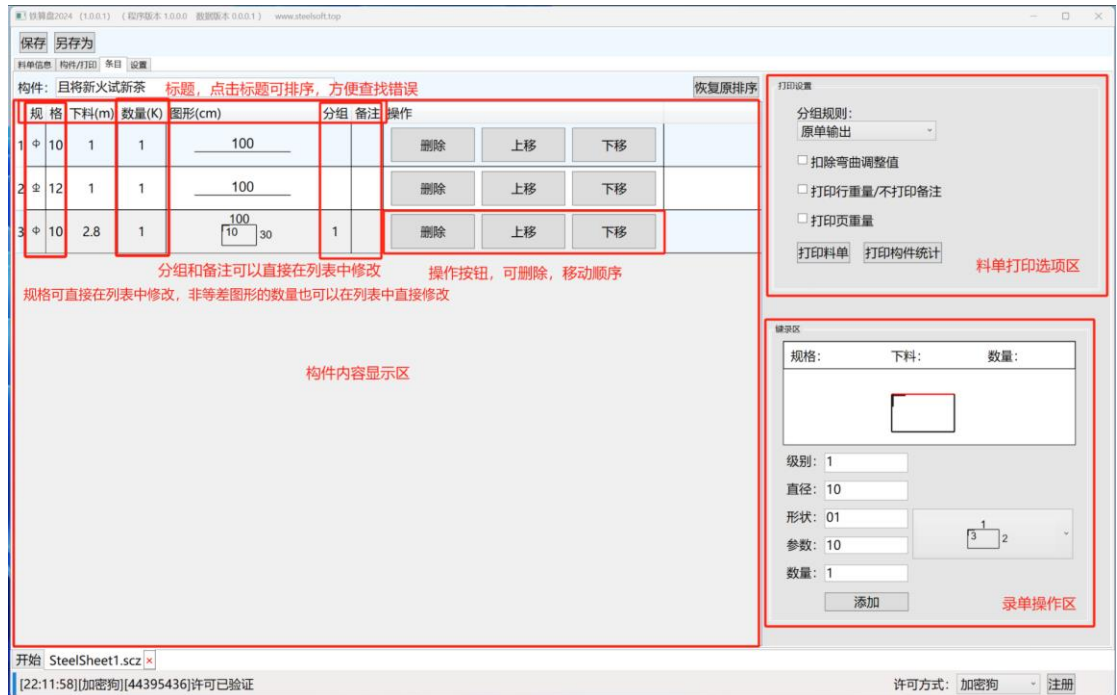 铁算盘2024 (1.0.0.1) (程序版本 1.0.0.0 数据版本 0.0.0.1) www.steelsoft.top
保存 另存为
料单信息 构件/打印 条目 设置
构件: 且将新火试新茶 标题，点击标题可排序，方便查找错误 恢复原排序
规 格 下料(m) 数量(K) 图形(cm) 分组 备注 操作
1 Φ 10 1 1 100 删除 上移 下移
2 12 1 1 100 删除 上移 下移
3 Φ 10 2.8 1 100 10 30 1 删除 上移 下移
分组和备注可以直接在列表中修改 操作按钮，可删除，移动顺序
规格可直接在列表中修改，非等差图形的数量也可以在列表中直接修改
构件内容显示区
打印设置
分组规则:
原单输出
扣除弯曲调整值
打印行重量/不打印备注
打印页重量
打印料单 打印构件统计
料单打印选项区
键录区
规格: 下料: 数量:
级别: 1
直径: 10
形状: 01
参数: 10
数量: 1
1
3 2
添加
录单操作区
开始 SteelSheet1.scz ×
[22:11:58][加密狗][44395436]许可已验证 许可方式: 加密狗 注册